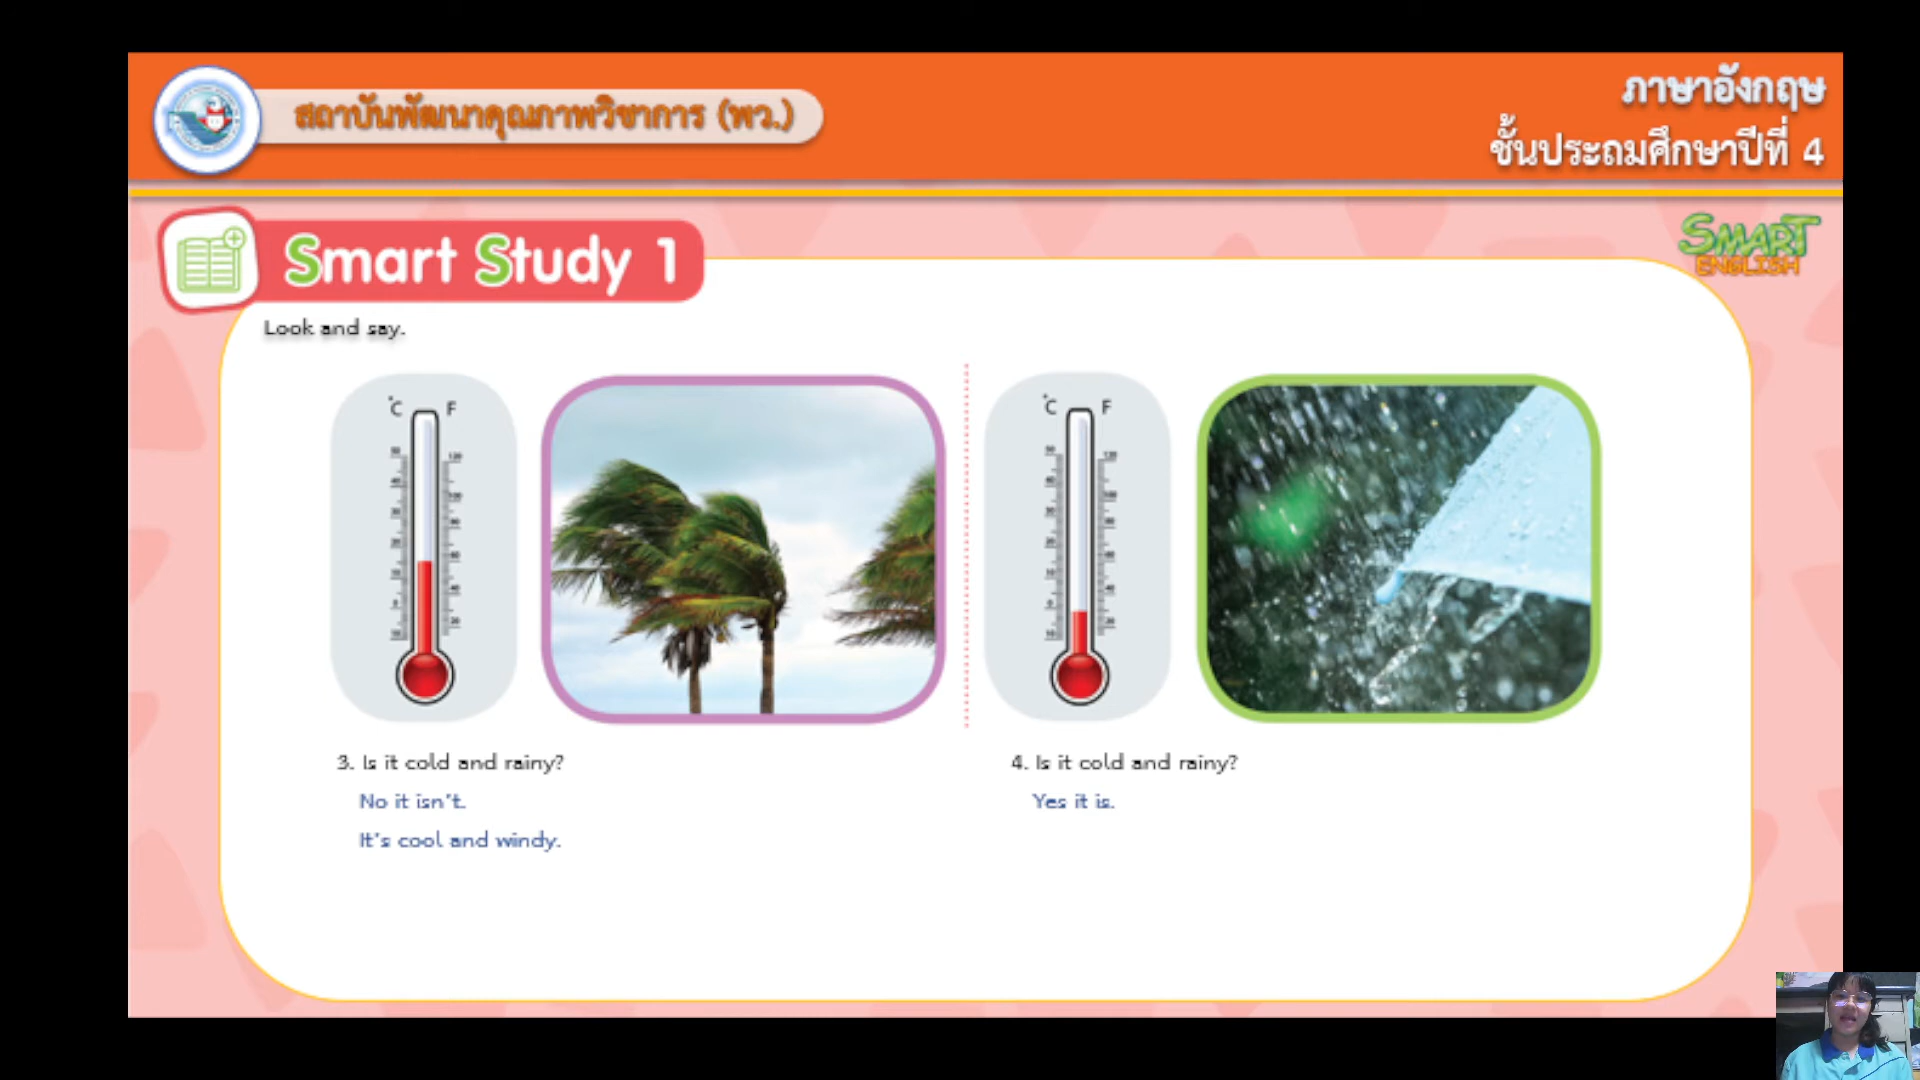 สถาบันพัฒนาคุณภาพวิชาการ (พว.)
ภาษาอังกฤษ
ชั้นประถมศึกษาปีที่ 4
Smart Study 1
SMART
ENGLISH
Look and say.
°C F
°C F
3. Is it cold and rainy?
No it isn't.
It's cool and windy.
4. Is it cold and rainy?
Yes it is.